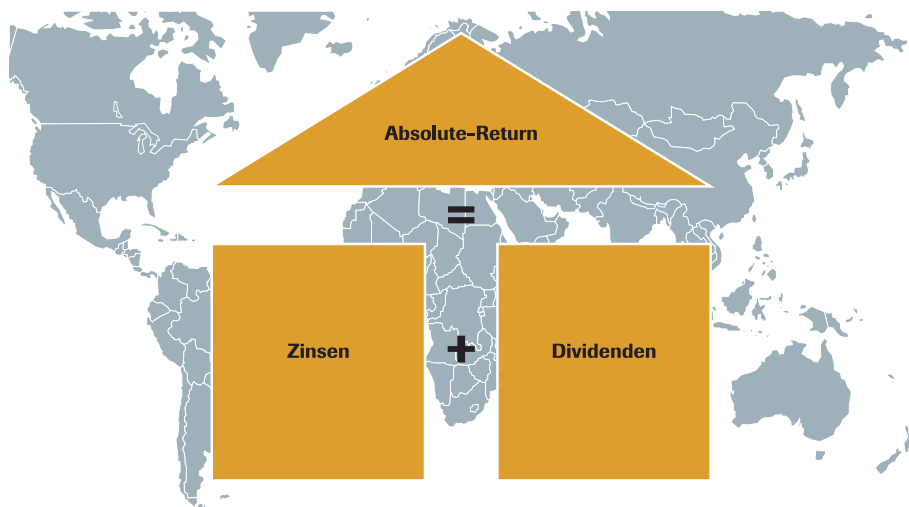 Absolute-Return
=
Zinsen + Dividenden